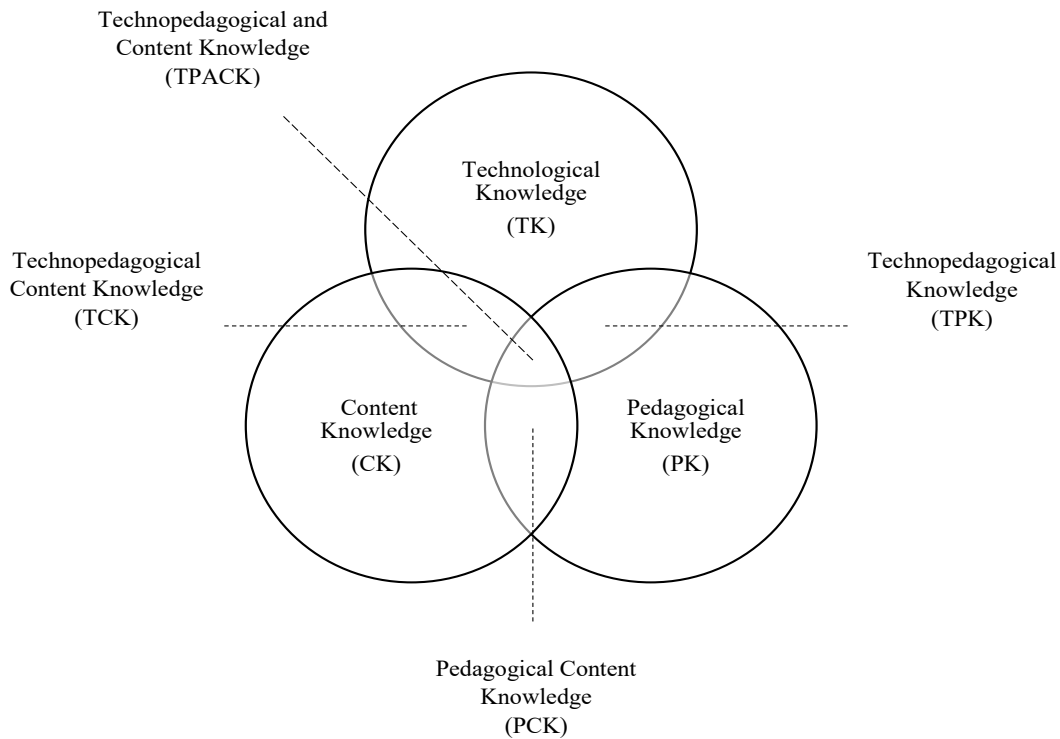 Technopedagogical and
Content Knowledge
(TPACK)
Technological
Knowledge
(TK)
Technopedagogical
Content Knowledge
(TCK)
Technopedagogical
Knowledge
(TPK)
Content
Knowledge
(CK)
Pedagogical
Knowledge
(PK)
Pedagogical Content
Knowledge
(PCK)